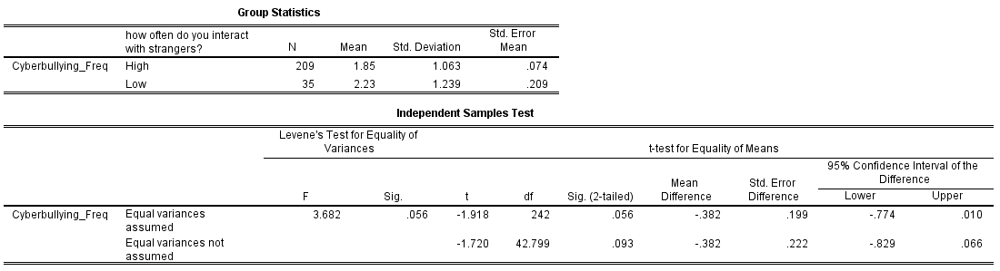 Group Statistics
how often do you interact
with strangers? N Mean Std. Deviation Std. Error
Mean
Cyberbullying_Freq High 209 1.85 1.063 .074
Low 35 2.23 1.239 .209
Independent Samples Test
Levene's Test for Equality of
Variances t-test for Equality of Means
95% Confidence Interval of the
Difference
F Sig. t df Sig. (2-tailed) Mean
Difference Std. Error
Difference Lower Upper
Cyberbullying_Freq Equal variances
assumed 3.682 .056 -1.918 242 .056 -.382 .199 -.774 .010
Equal variances not
assumed -1.720 42.799 .093 -.382 .222 -.829 .066